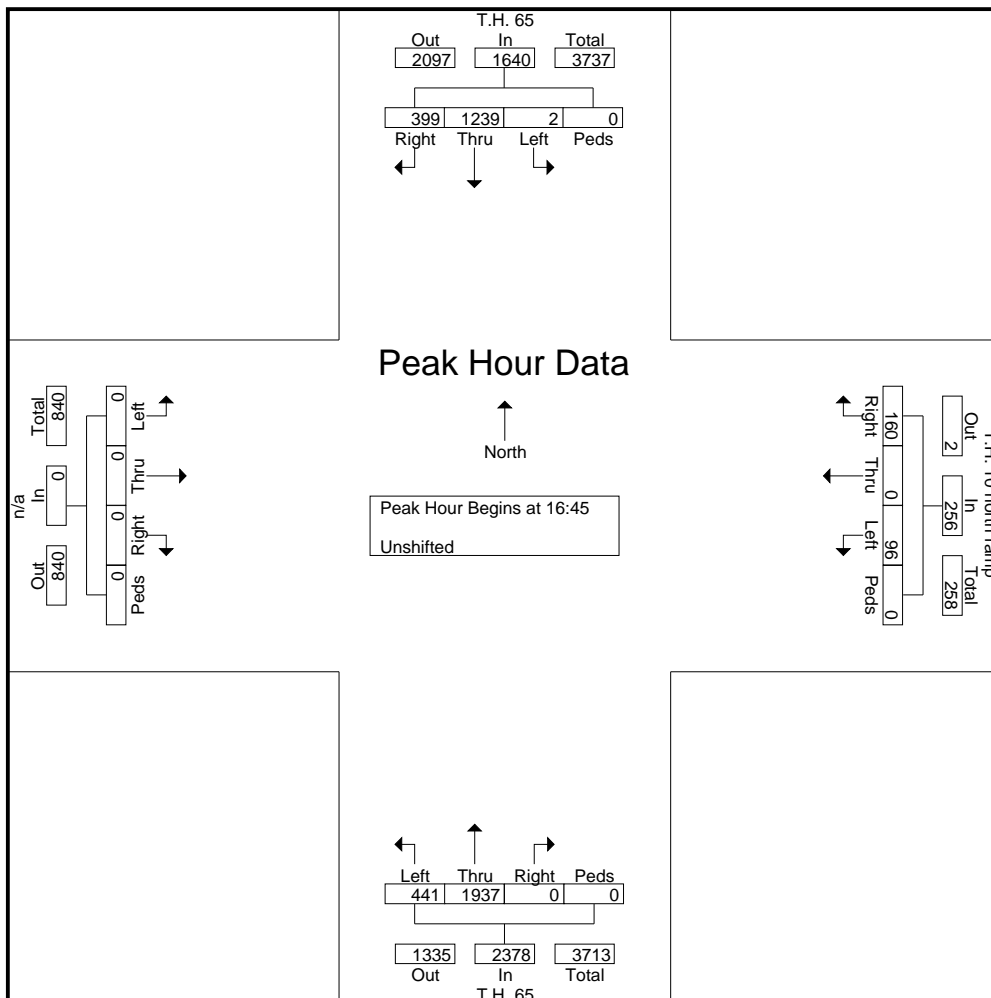 T.H. 65
Out In Total
2097 1640 3737
399 1239 2 0
Right Thru Left Peds
Peak Hour Data
North
Peak Hour Begins at 16:45
Unshifted
n/a
Total In Out
840 0 840
0 0 0 0
Left Thru Right Peds
T.H. 10 north ramp
Out In Total
2 256 258
160 0 96 0
Right Thru Left Peds
Left Thru Right Peds
441 1937 0 0
1335 2378 3713
Out In Total
T.H. 65